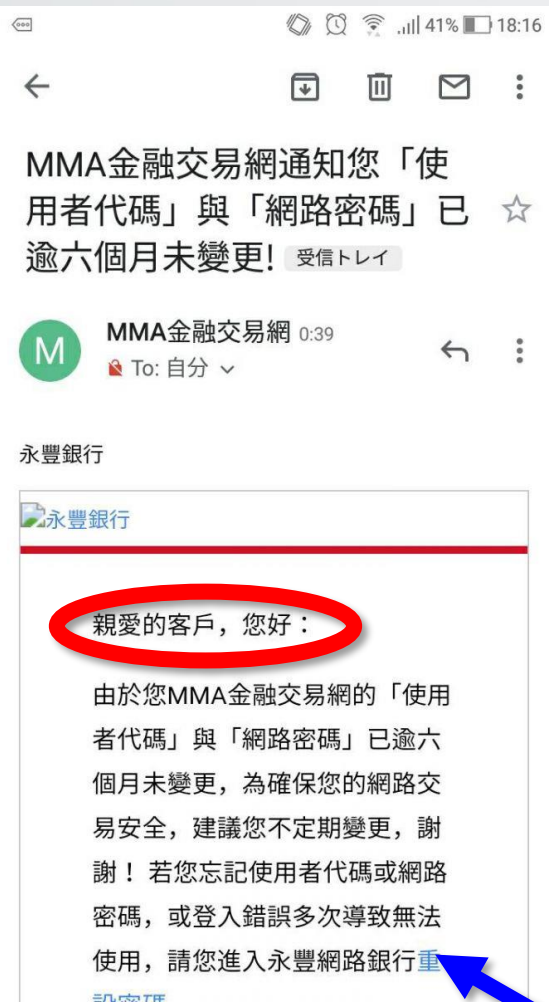 41% 18:16
MMA金融交易網通知您「使
用者代碼」與「網路密碼」已
逾六個月未變更! 受信トレイ
M
MMA金融交易網 0:39
To: 自分
永豐銀行
永豐銀行
親愛的客戶，您好：
由於您MMA金融交易網的「使用
者代碼」與「網路密碼」已逾六
個月未變更，為確保您的網路交
易安全，建議您不定期變更，謝
謝！ 若您忘記使用者代碼或網路
密碼，或登入錯誤多次導致無法
使用，請您進入永豐網路銀行重
設密碼